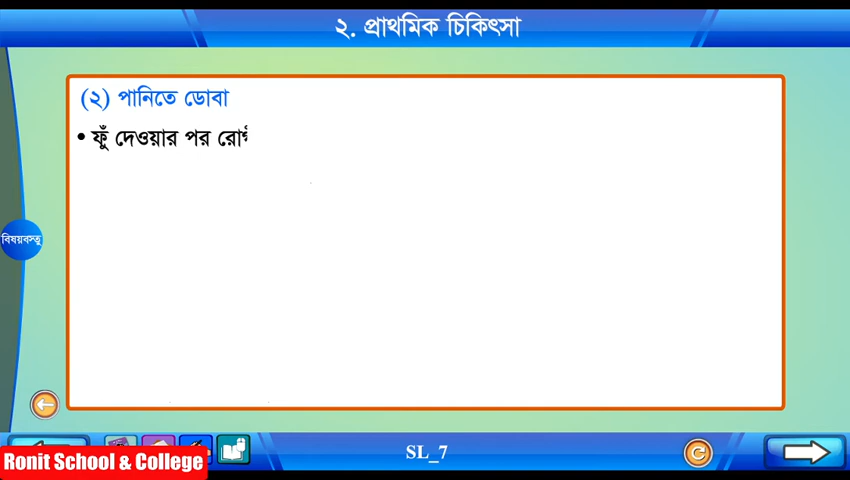 ২. প্রাথমিক চিকিৎসা
(২) পানিতে ডোবা
• ফুঁ দেওয়ার পর
বিষয়বস্তু
SL_7
Ronit School & College